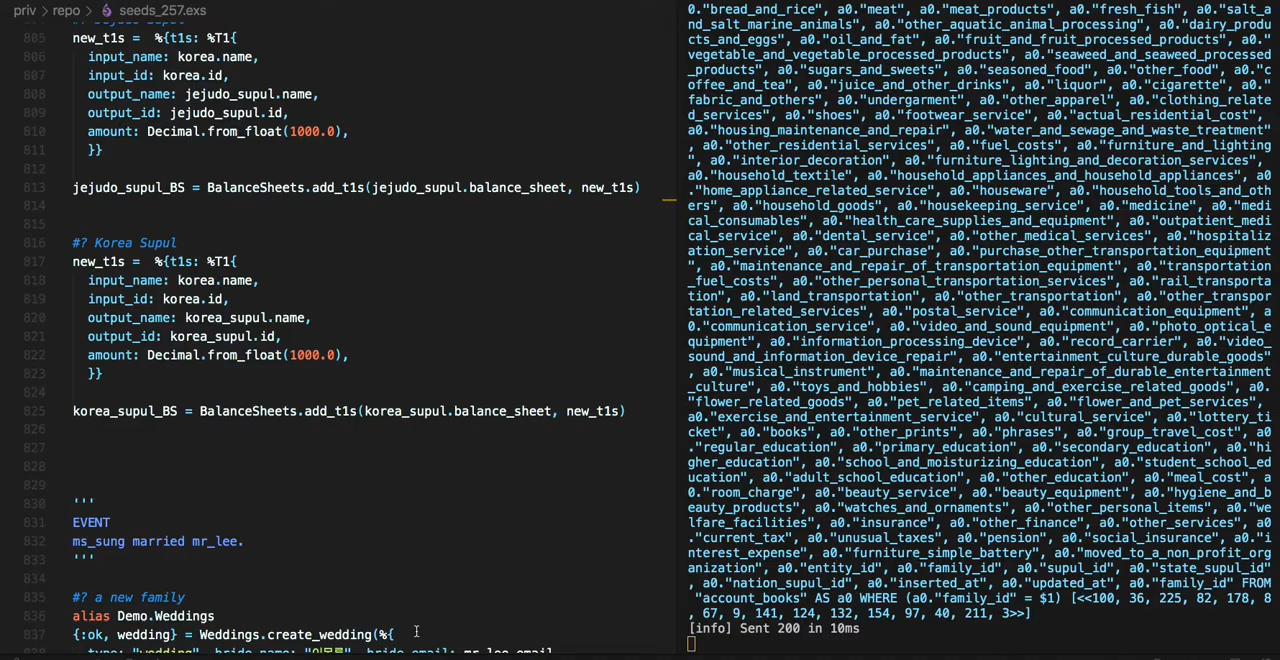 priv > repo > seeds_257.exs
805 new_t1s =  %{t1s: %T1{
806 input_name: korea.name,
807 input_id: korea.id,
808 output_name: jejudo_supul.name,
809 output_id: jejudo_supul.id,
810 amount: Decimal.from_float(1000.0),
811 }}
812
813 jejudo_supul_BS = BalanceSheets.add_t1s(jejudo_supul.balance_sheet, new_t1s)
814
815
816 #? Korea Supul
817 new_t1s =  %{t1s: %T1{
818 input_name: korea.name,
819 input_id: korea.id,
820 output_name: korea_supul.name,
821 output_id: korea_supul.id,
822 amount: Decimal.from_float(1000.0),
823 }}
824
825 korea_supul_BS = BalanceSheets.add_t1s(korea_supul.balance_sheet, new_t1s)
826
827
828
829
830 '''
831 EVENT
832 ms_sung married mr_lee.
833 '''
834
835 #? a new family
836 alias Demo.Weddings
837 {:ok, wedding} = Weddings.create_wedding(%{
0."bread_and_rice", a0."meat", a0."meat_products", a0."fresh_fish", a0."salt_a
nd_salt_marine_animals", a0."other_aquatic_animal_processing", a0."dairy_produ
cts_and_eggs", a0."oil_and_fat", a0."fruit_and_fruit_processed_products", a0."
vegetable_and_vegetable_processed_products", a0."seaweed_and_seaweed_processed
_products", a0."sugars_and_sweets", a0."seasoned_food", a0."other_food", a0."c
offee_and_tea", a0."juice_and_other_drinks", a0."liquor", a0."cigarette", a0."
fabric_and_others", a0."undergarment", a0."other_apparel", a0."clothing_relate
d_services", a0."shoes", a0."footwear_service", a0."actual_residential_cost", 
a0."housing_maintenance_and_repair", a0."water_and_sewage_and_waste_treatment"
, a0."other_residential_services", a0."fuel_costs", a0."furniture_and_lighting
", a0."interior_decoration", a0."furniture_lighting_and_decoration_services", 
a0."household_textile", a0."household_appliances_and_household_appliances", a0
."home_appliance_related_service", a0."houseware", a0."household_tools_and_oth
ers", a0."household_goods", a0."housekeeping_service", a0."medicine", a0."medi
cal_consumables", a0."health_care_supplies_and_equipment", a0."outpatient_medi
cal_service", a0."dental_service", a0."other_medical_services", a0."hospitaliz
ation_service", a0."car_purchase", a0."purchase_other_transportation_equipment
", a0."maintenance_and_repair_of_transportation_equipment", a0."transportation
_fuel_costs", a0."other_personal_transportation_services", a0."rail_transporta
tion", a0."land_transportation", a0."other_transportation", a0."other_transpor
tation_related_services", a0."postal_service", a0."communication_equipment", a
0."communication_service", a0."video_and_sound_equipment", a0."photo_optical_e
quipment", a0."information_processing_device", a0."record_carrier", a0."video_
sound_and_information_device_repair", a0."entertainment_culture_durable_goods"
, a0."musical_instrument", a0."maintenance_and_repair_of_durable_entertainment
_culture", a0."toys_and_hobbies", a0."camping_and_exercise_related_goods", a0.
"flower_related_goods", a0."pet_related_items", a0."flower_and_pet_services", 
a0."exercise_and_entertainment_service", a0."cultural_service", a0."lottery_ti
cket", a0."books", a0."other_prints", a0."phrases", a0."group_travel_cost", a0
."regular_education", a0."primary_education", a0."secondary_education", a0."hi
gher_education", a0."school_and_moisturizing_education", a0."student_school_ed
ucation", a0."adult_school_education", a0."other_education", a0."meal_cost", a
0."room_charge", a0."beauty_service", a0."beauty_equipment", a0."hygiene_and_b
eauty_products", a0."watches_and_ornaments", a0."other_personal_items", a0."we
lfare_facilities", a0."insurance", a0."other_finance", a0."other_services", a0
."current_tax", a0."unusual_taxes", a0."pension", a0."social_insurance", a0."i
nterest_expense", a0."furniture_simple_battery", a0."moved_to_a_non_profit_org
anization", a0."entity_id", a0."family_id", a0."supul_id", a0."state_supul_id"
, a0."nation_supul_id", a0."inserted_at", a0."updated_at", a0."family_id" FROM
 "account_books" AS a0 WHERE (a0."family_id" = $1) [<<100, 36, 225, 82, 178, 8
, 67, 9, 141, 124, 132, 154, 97, 40, 211, 3>>]
[info] Sent 200 in 10ms